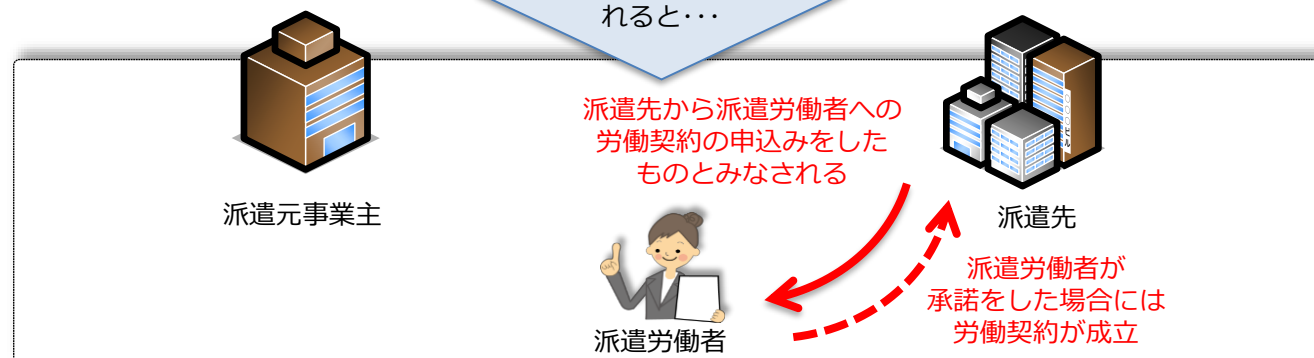 れると･･･
派遣先から派遣労働者への
労働契約の申込みをした
ものとみなされる
○○○ビル
派遣元事業主
派遣先
派遣労働者が
承諾をした場合には
労働契約が成立
派遣労働者